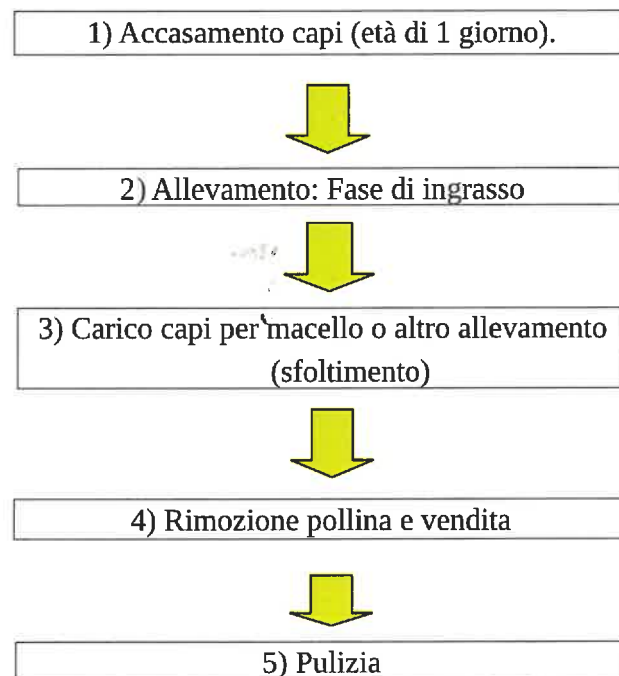 1) Accasamento capi (età di 1 giorno).
2) Allevamento: Fase di ingrasso
3) Carico capi per macello o altro allevamento
(sfoltimento)
4) Rimozione pollina e vendita
5) Pulizia